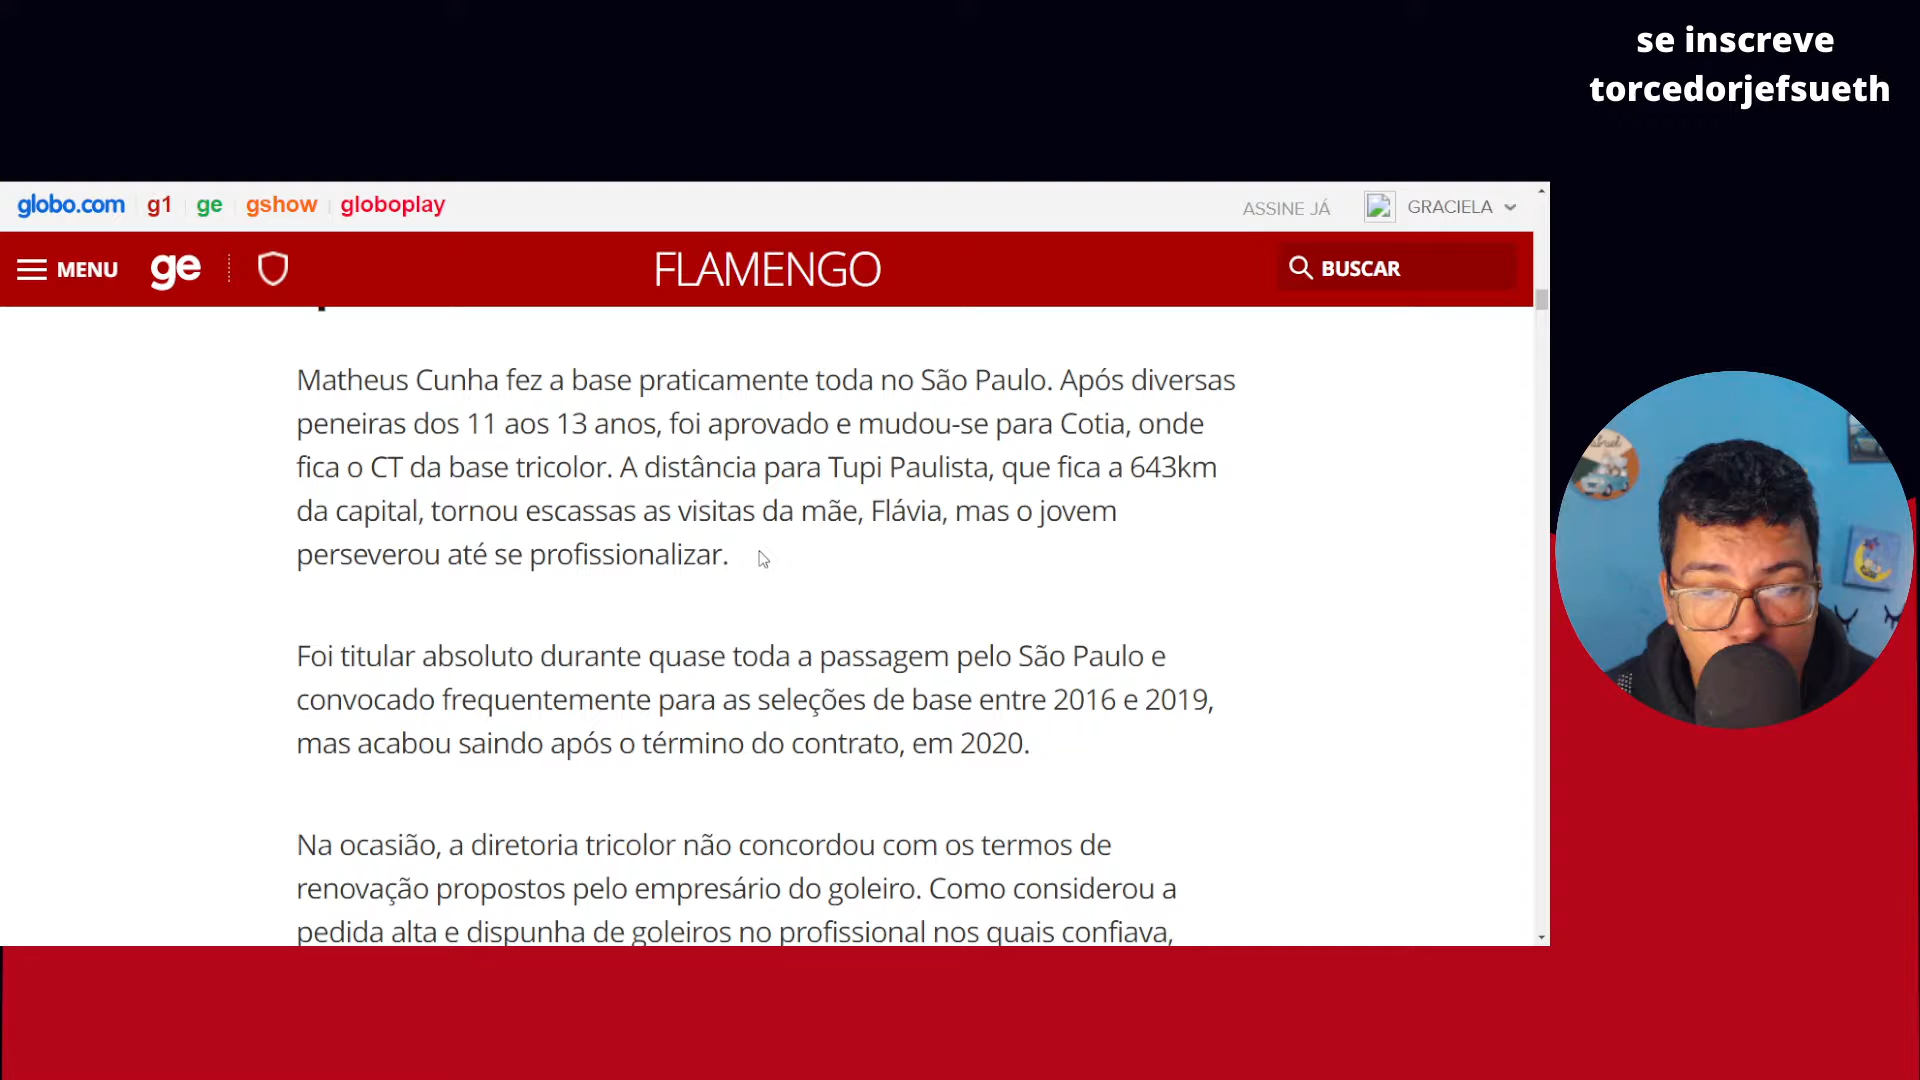 se inscreve
torcedorjefsueth
globo.com g1 ge gshow globoplay
ASSINE JÁ GRACIELA
MENU ge FLAMENGO BUSCAR
Matheus Cunha fez a base praticamente toda no São Paulo. Após diversas
peneiras dos 11 aos 13 anos, foi aprovado e mudou-se para Cotia, onde
fica o CT da base tricolor. A distância para Tupi Paulista, que fica a 643km
da capital, tornou escassas as visitas da mãe, Flávia, mas o jovem
perseverou até se profissionalizar.
Foi titular absoluto durante quase toda a passagem pelo São Paulo e
convocado frequentemente para as seleções de base entre 2016 e 2019,
mas acabou saindo após o término do contrato, em 2020.
Na ocasião, a diretoria tricolor não concordou com os termos de
renovação propostos pelo empresário do goleiro. Como considerou a
pedida alta e dispunha de goleiros no profissional nos quais confiava,